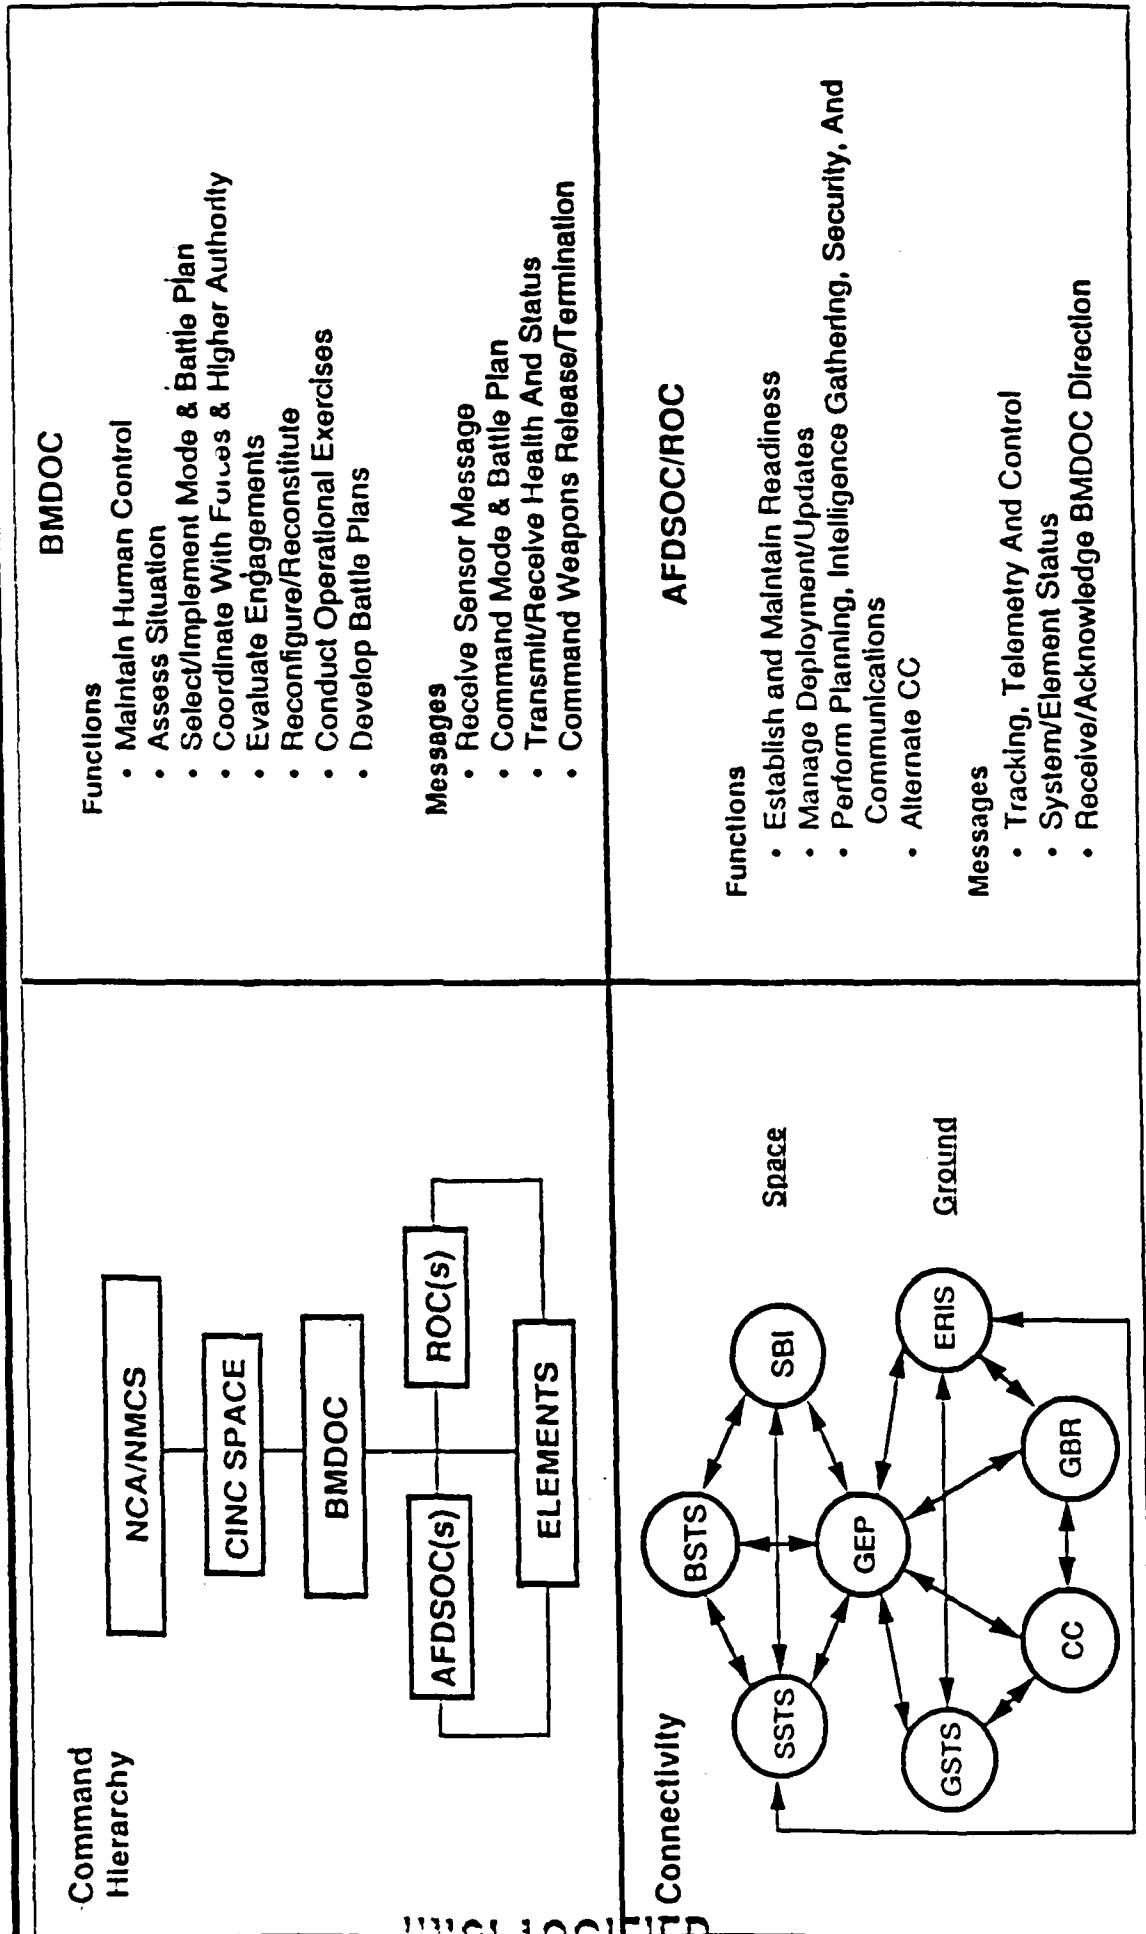 Command
Hierarchy
NCA/NMCS
CINC SPACE
BMDOC
AFDSOC(s)
ROC(s)
ELEMENTS
BMDOC
Functions
• Maintain Human Control
• Assess Situation
• Select/Implement Mode & Battle Plan
• Coordinate With Forces & Higher Authority
• Evaluate Engagements
• Reconfigure/Reconstitute
• Conduct Operational Exercises
• Develop Battle Plans
Messages
• Receive Sensor Message
• Command Mode & Battle Plan
• Transmit/Receive Health And Status
• Command Weapons Release/Termination
Connectivity
BSTS
SSTS
SBI
Space
GEP
GSTS
ERIS
Ground
CC
GBR
AFDSOC/ROC
Functions
• Establish and Maintain Readiness
• Manage Deployment/Updates
• Perform Planning, Intelligence Gathering, Security, And
Communications
• Alternate CC
Messages
• Tracking, Telemetry And Control
• System/Element Status
• Receive/Acknowledge BMDOC Direction